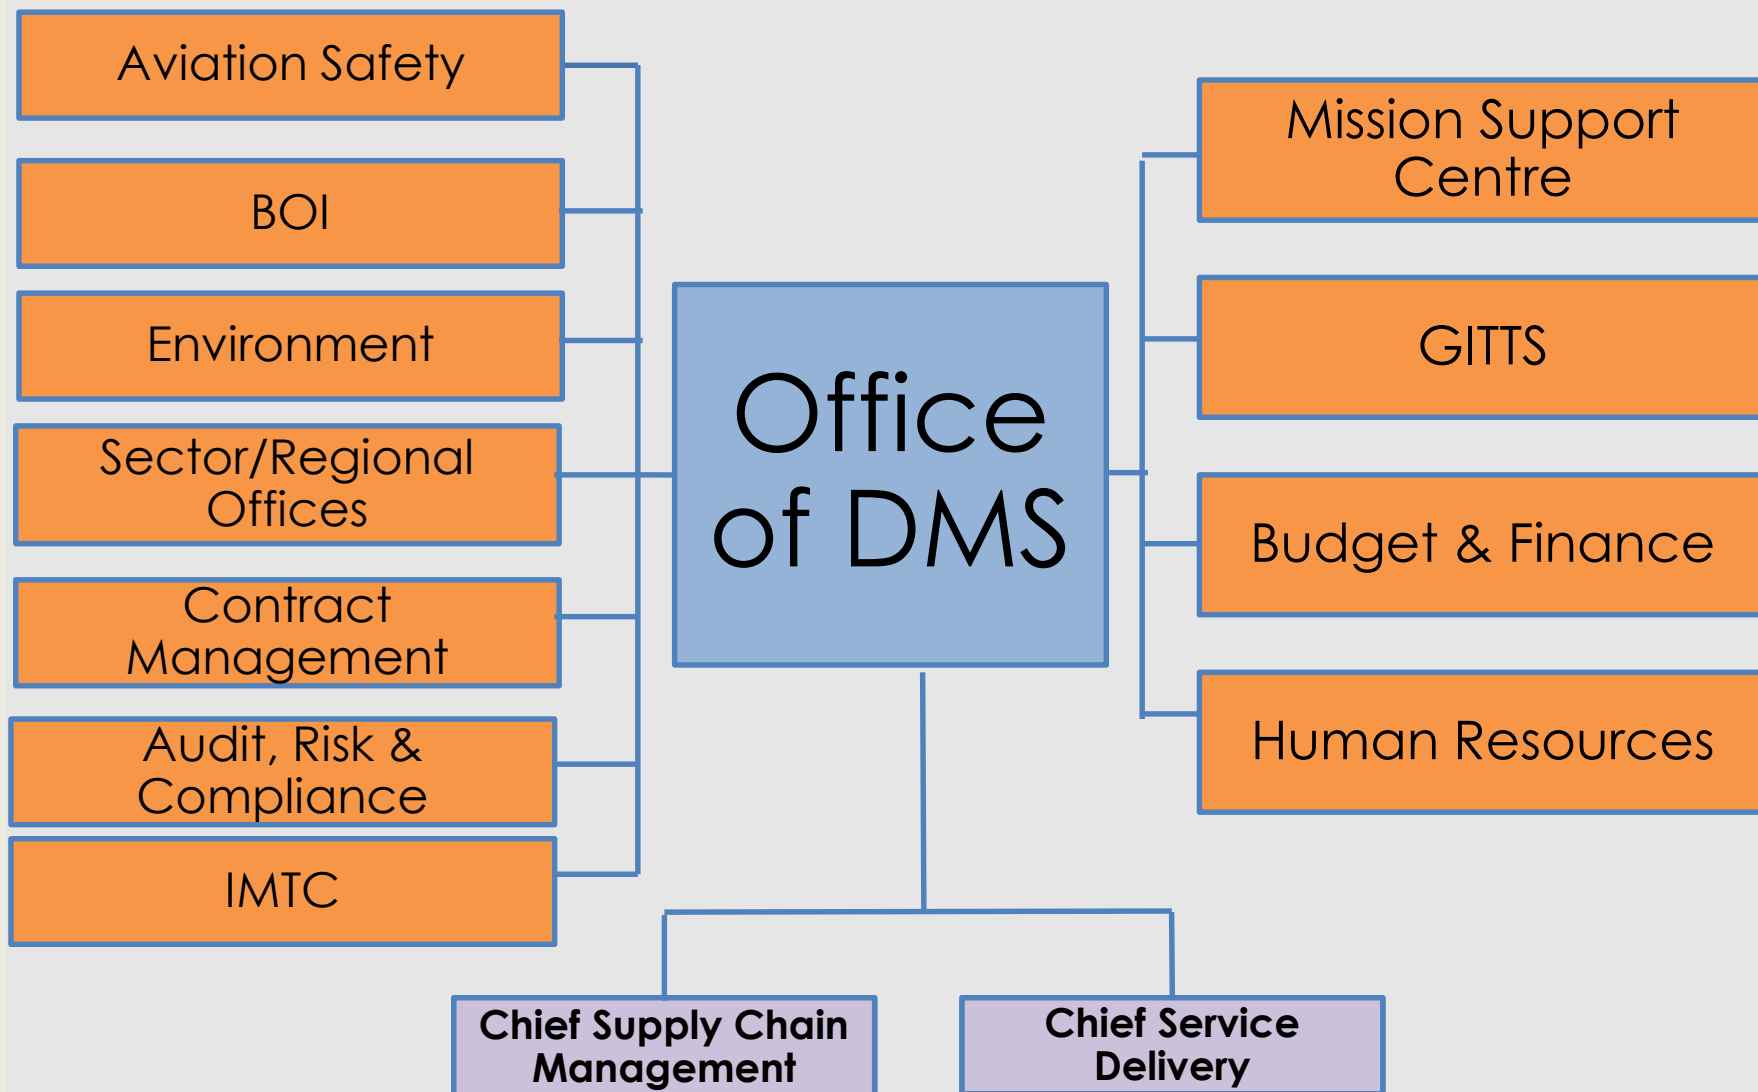 Aviation Safety
BOI
Environment
Sector/Regional
Offices
Contract
Management
Audit, Risk &
Compliance
IMTC
Office
of DMS
Mission Support
Centre
GITTS
Budget & Finance
Human Resources
Chief Supply Chain
Management
Chief Service
Delivery